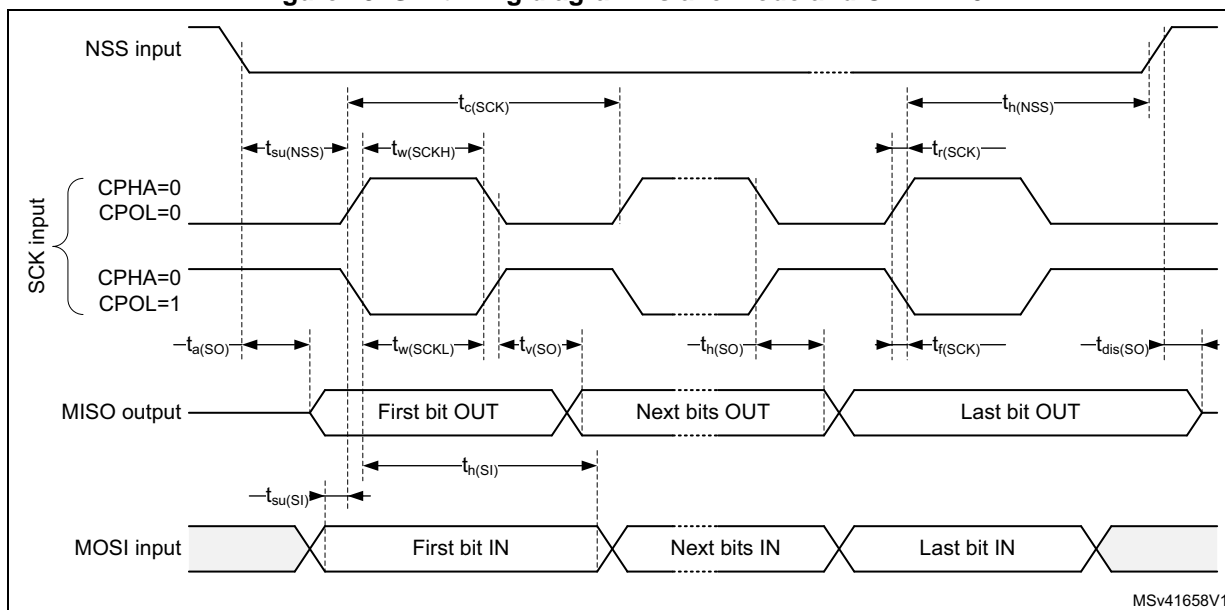 NSS input
tc(SCK)
th(NSS)
tsu(NSS)
tw(SCKH)
tr(SCK)
SCK input
CPHA=0
CPOL=0
CPHA=0
CPOL=1
ta(SO)
tw(SCKL)
tv(SO)
th(SO)
tf(SCK)
tdis(SO)
MISO output
First bit OUT
Next bits OUT
Last bit OUT
th(SI)
tsu(SI)
MOSI input
First bit IN
Next bits IN
Last bit IN
MSv41658V1